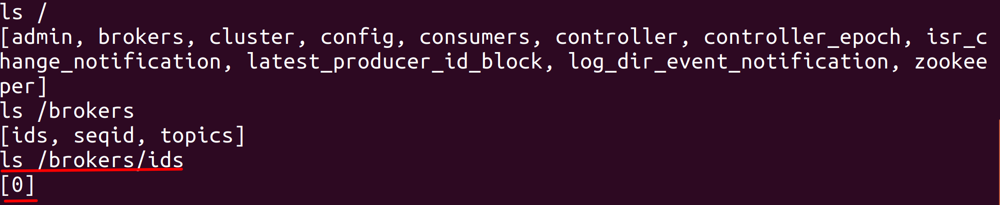 ls /
[admin, brokers, cluster, config, consumers, controller, controller_epoch, isr_c
hange_notification, latest_producer_id_block, log_dir_event_notification, zookee
per]
ls /brokers
[ids, seqid, topics]
ls /brokers/ids
[0]